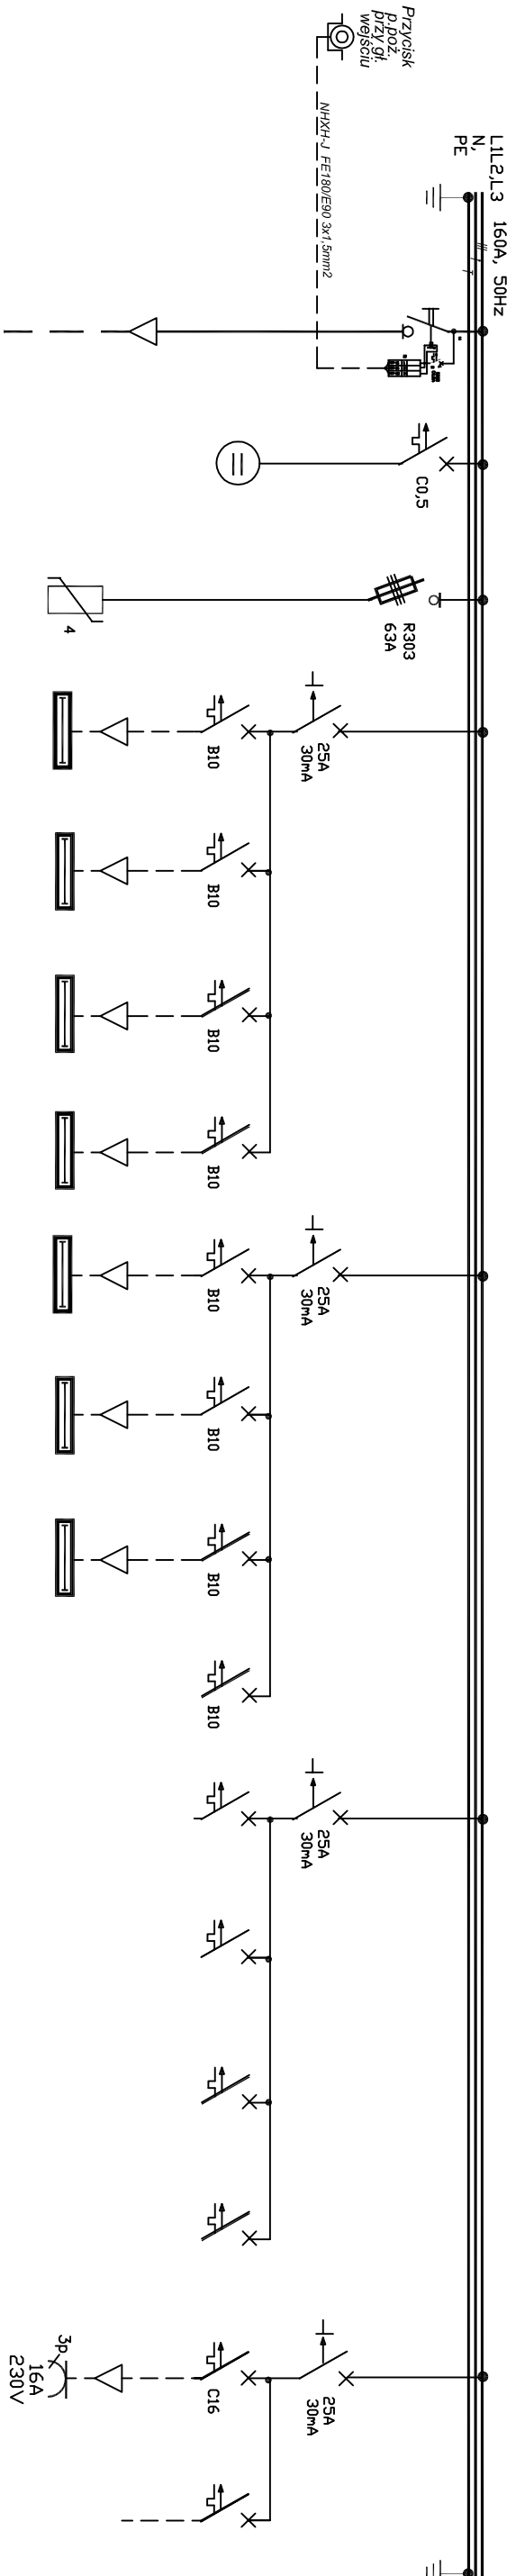 Przycisk
p.poż.
przy gł.
wejściu
NHXH-J FE180/E90 3x1,5mm2
L1L2,L3 160A, 50Hz
N,
PE
C0,5
R303
63A
4
25A
30mA
B10
B10
B10
B10
25A
30mA
B10
B10
B10
B10
25A
30mA
25A
30mA
C16
3p
16A
230V